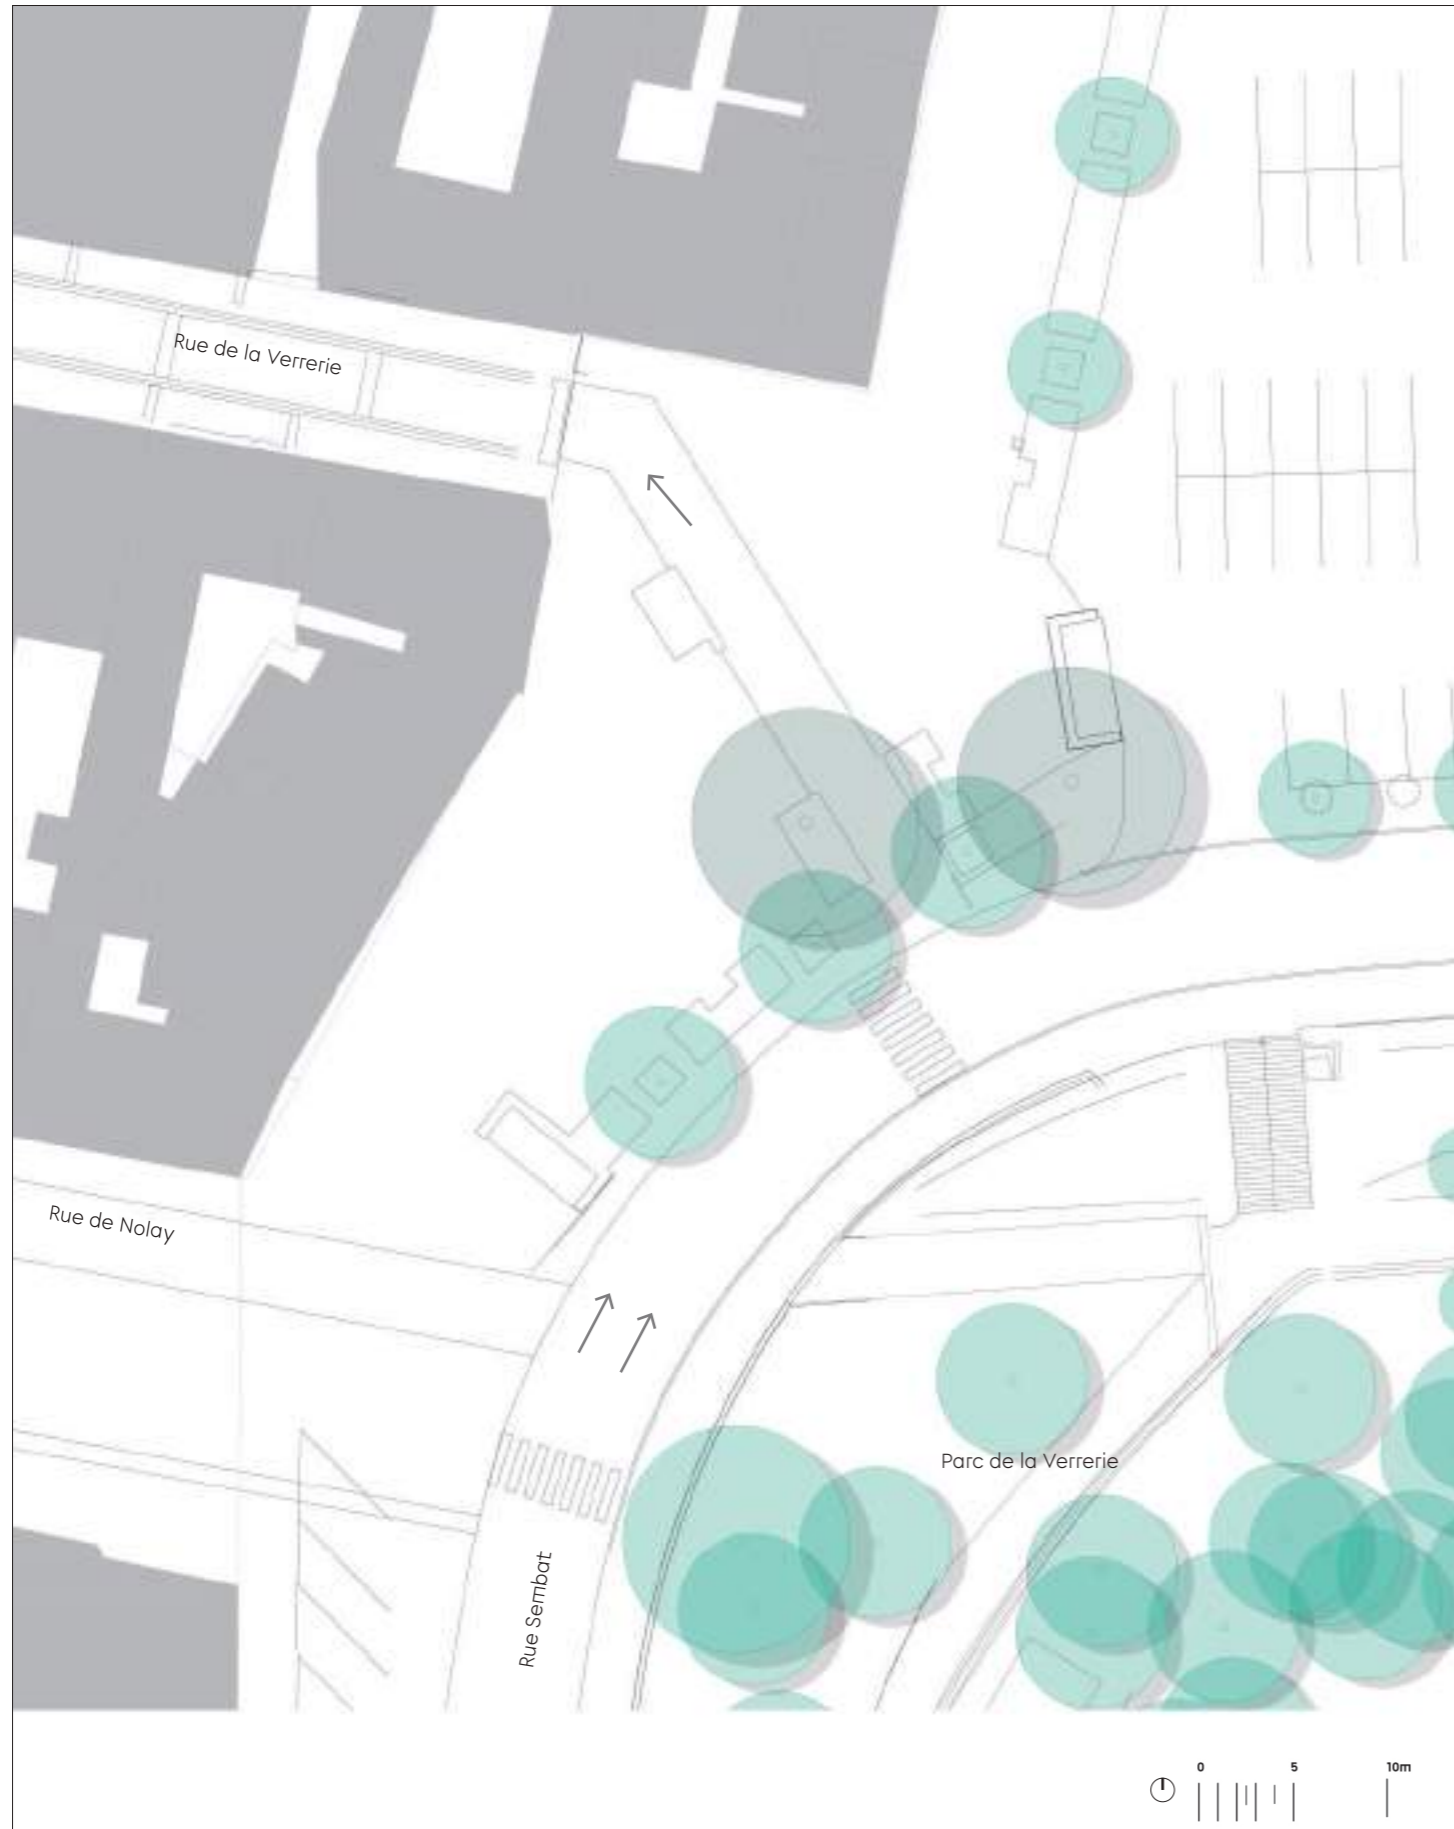 Rue de la Verrerie
Rue de Nolay
Parc de la Verrerie
Rue Sembat
0 5 10m